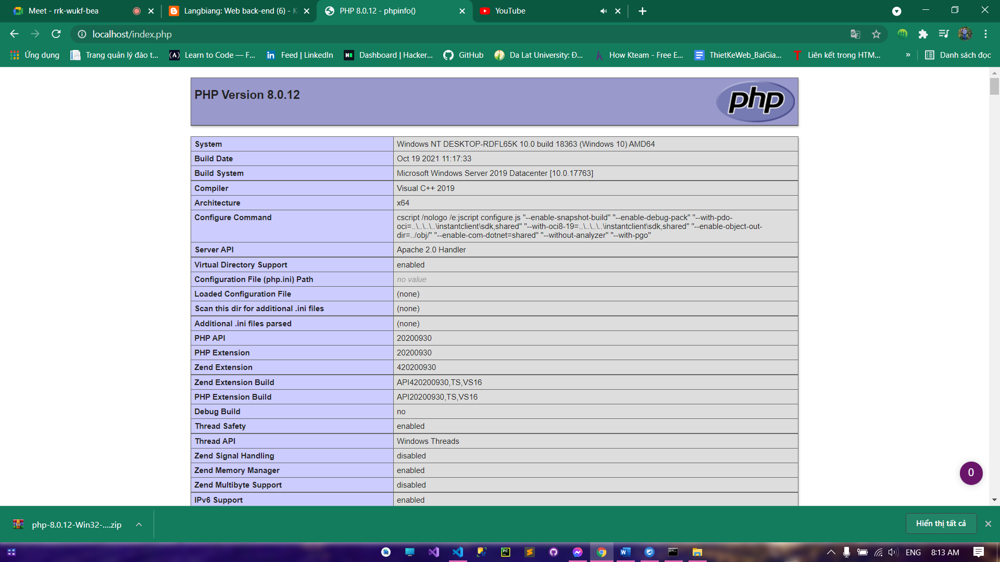 Meet - rrk-wukf-bea
Langbiang: Web back-end (6) - K
PHP 8.0.12 - phpinfo()
YouTube
localhost/index.php
Ứng dụng
Trang quản lý đào t...
Learn to Code — F...
Feed | LinkedIn
Dashboard | Hacker...
GitHub
Da Lat University: Đ...
How Kteam - Free E...
ThietKeWeb_BaiGia...
Liên kết trong HTM...
»
Danh sách đọc
PHP Version 8.0.12
php
System Windows NT DESKTOP-RDFL65K 10.0 build 18363 (Windows 10) AMD64
Build Date Oct 19 2021 11:17:33
Build System Microsoft Windows Server 2019 Datacenter [10.0.17763]
Compiler Visual C++ 2019
Architecture x64
Configure Command cscript /nologo /e:jscript configure.js "--enable-snapshot-build" "--enable-debug-pack" "--with-pdo-
oci=..\..\..\..\instantclient\sdk,shared" "--with-oci8-19=..\..\..\..\instantclient\sdk,shared" "--enable-object-out-
dir=../obj/" "--enable-com-dotnet=shared" "--without-analyzer" "--with-pgo"
Server API Apache 2.0 Handler
Virtual Directory Support enabled
Configuration File (php.ini) Path no value
Loaded Configuration File (none)
Scan this dir for additional .ini files (none)
Additional .ini files parsed (none)
PHP API 20200930
PHP Extension 20200930
Zend Extension 420200930
Zend Extension Build API420200930,TS,VS16
PHP Extension Build API20200930,TS,VS16
Debug Build no
Thread Safety enabled
Thread API Windows Threads
Zend Signal Handling disabled
Zend Memory Manager enabled
Zend Multibyte Support disabled
IPv6 Support enabled
0
php-8.0.12-Win32-....zip
Hiển thị tất cả
ENG
8:13 AM